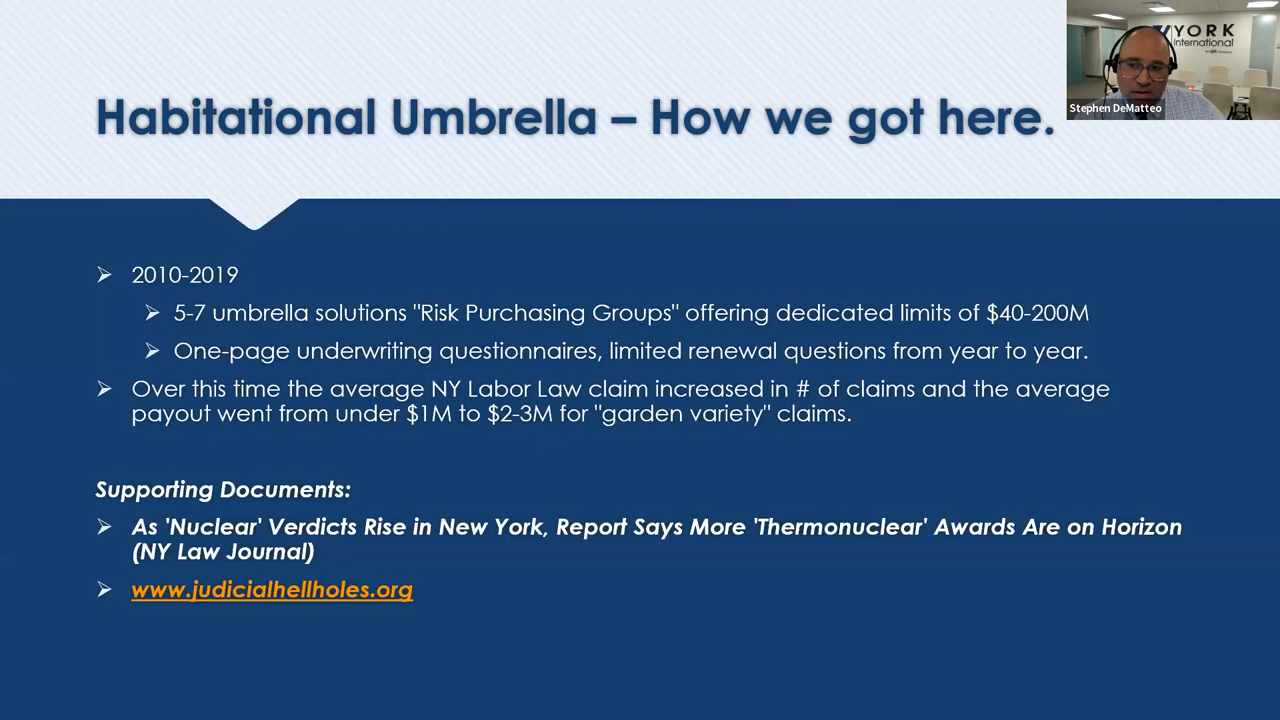 YORK
International
Stephen DeMatteo
Habitational Umbrella – How we got here.
2010-2019
5-7 umbrella solutions "Risk Purchasing Groups" offering dedicated limits of $40-200M
One-page underwriting questionnaires, limited renewal questions from year to year.
Over this time the average NY Labor Law claim increased in # of claims and the average
payout went from under $1M to $2-3M for "garden variety" claims.
Supporting Documents:
As 'Nuclear' Verdicts Rise in New York, Report Says More 'Thermonuclear' Awards Are on Horizon
(NY Law Journal)
www.judicialhellholes.org